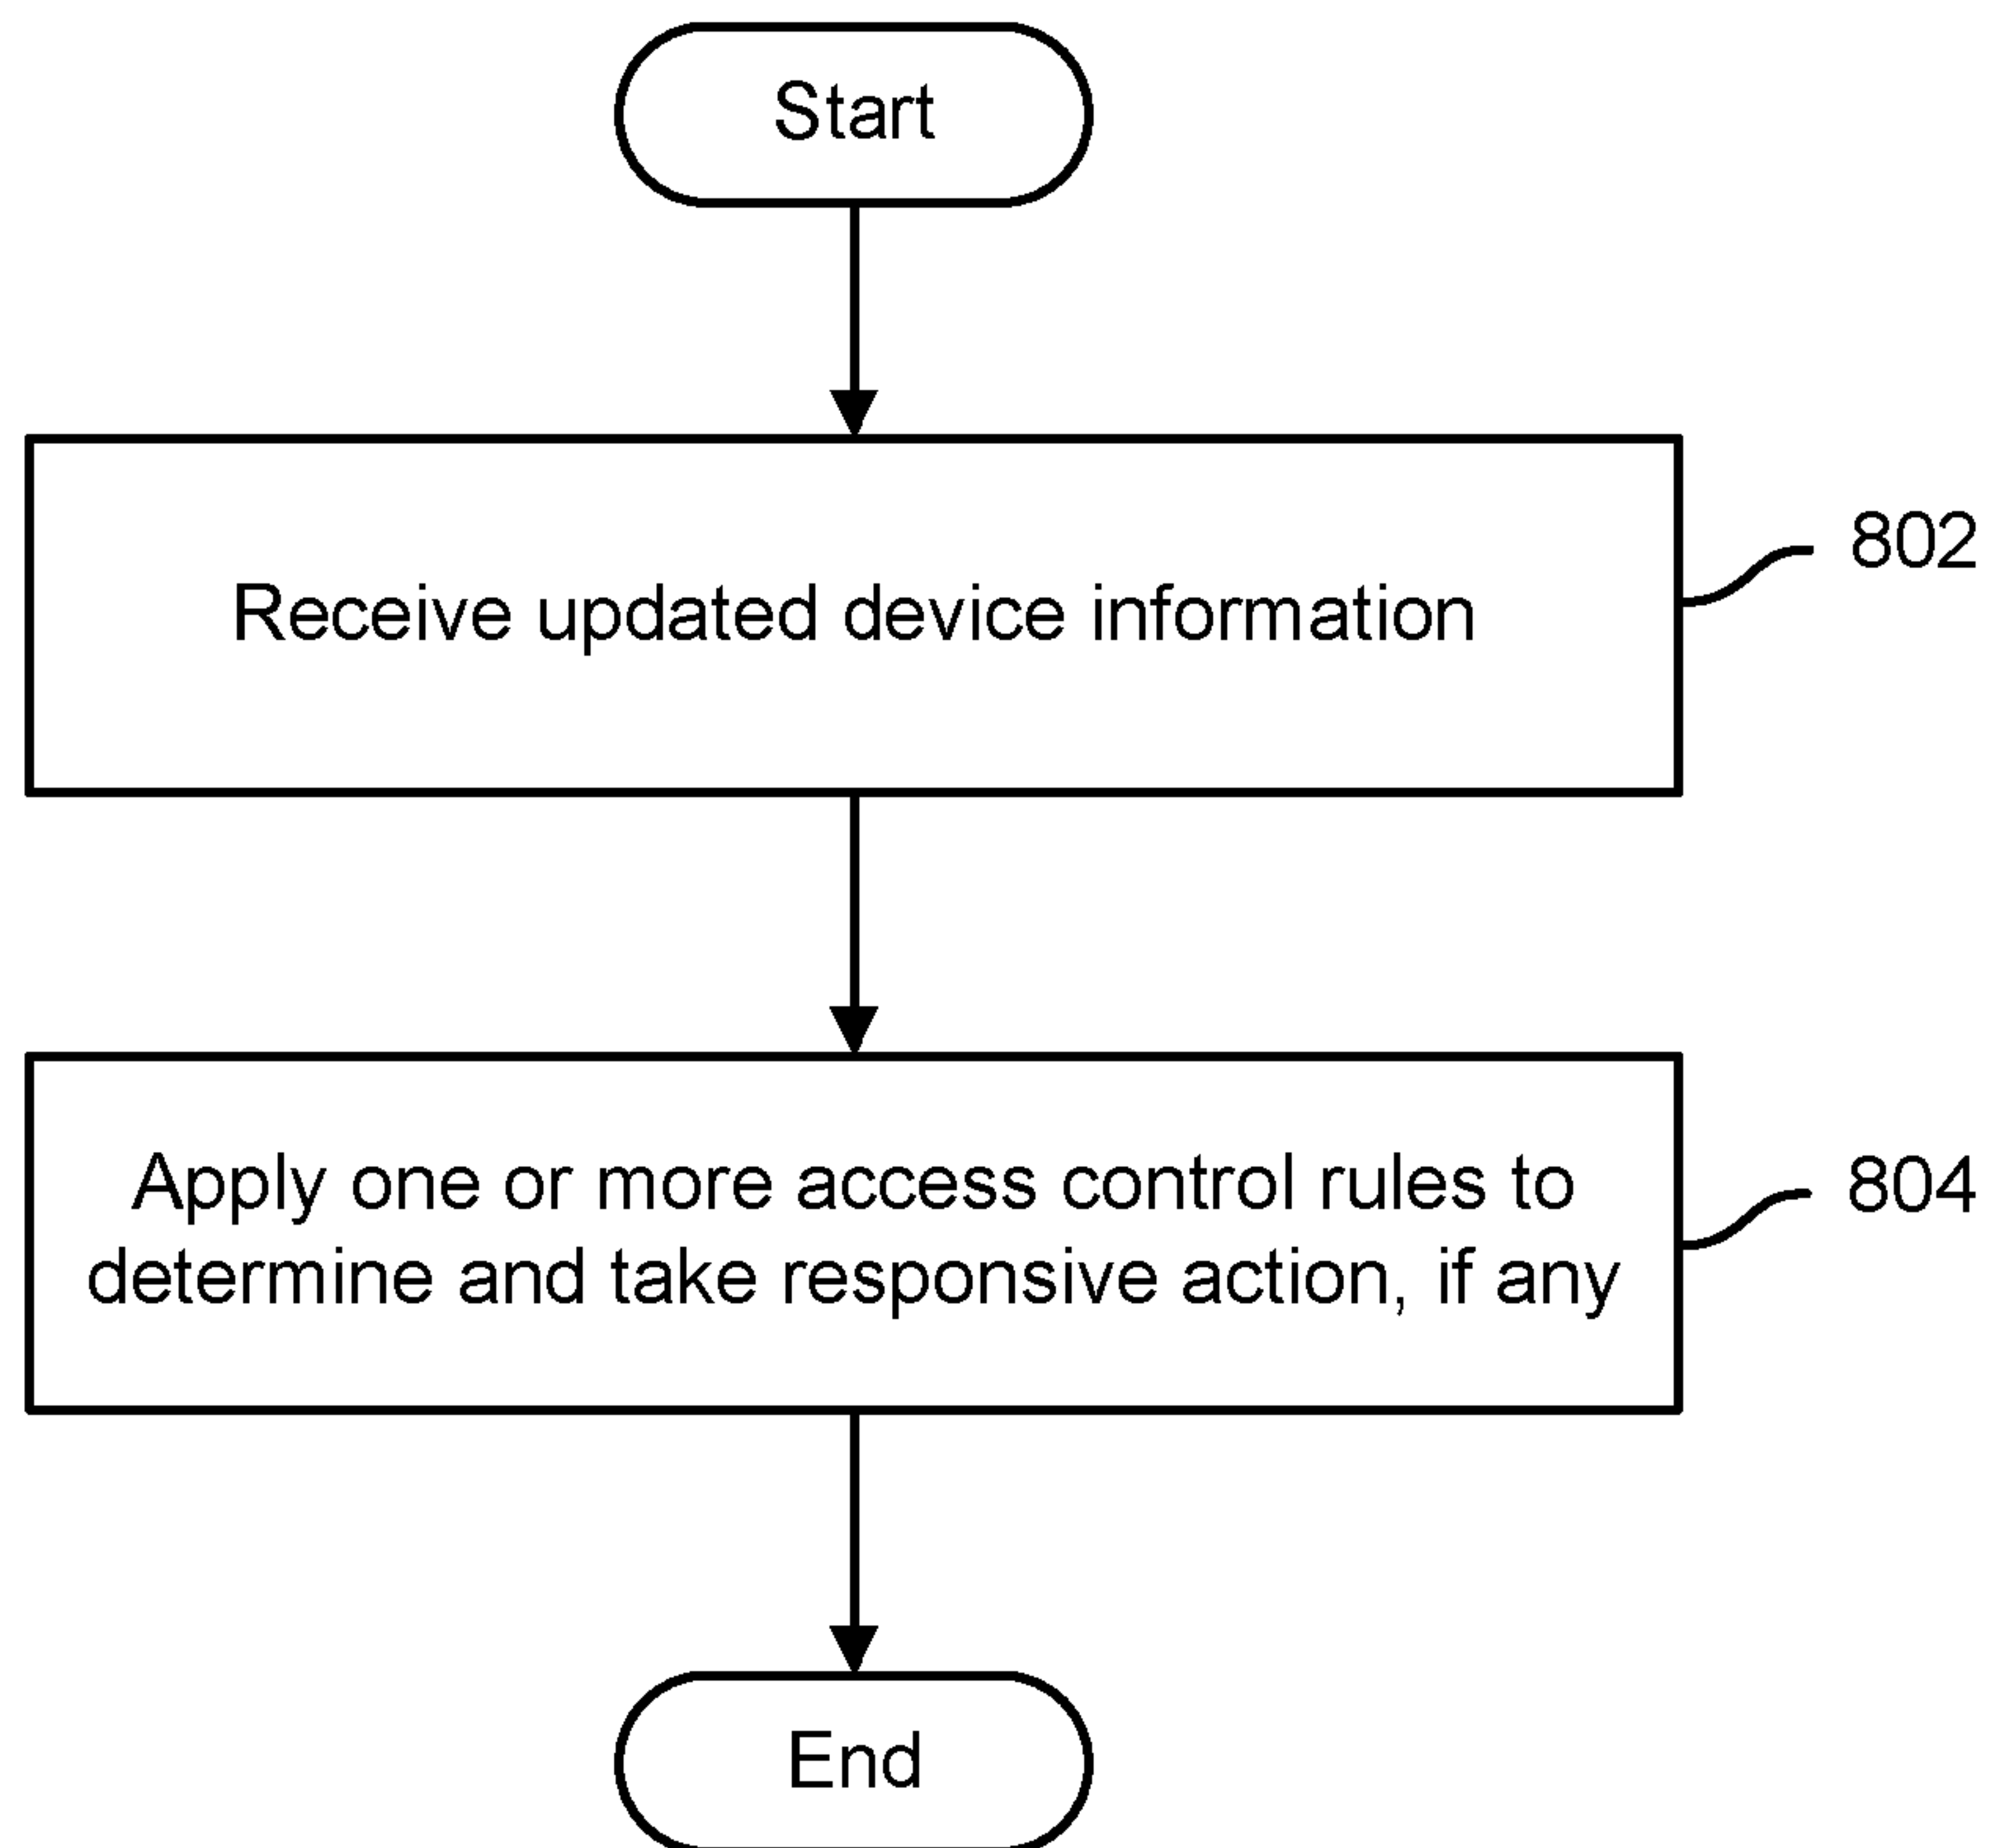 Start
802
Receive updated device information
804
Apply one or more access control rules to
determine and take responsive action, if any
End